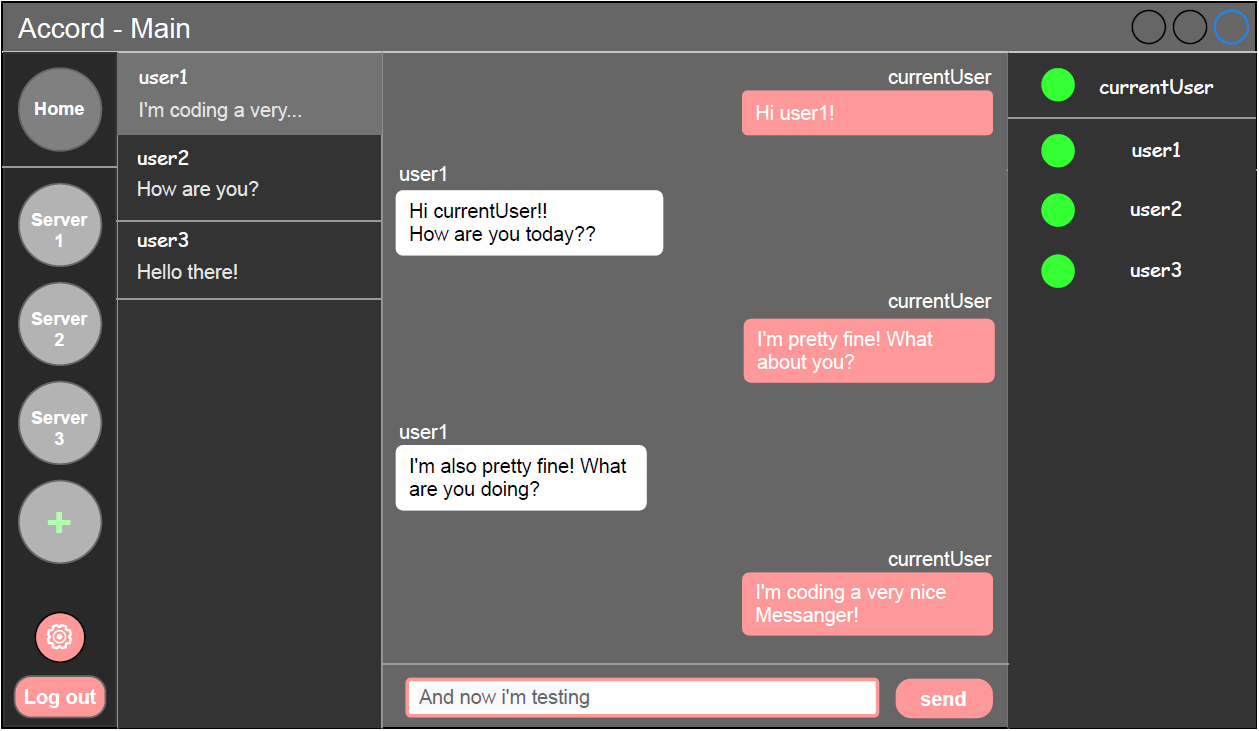 Accord - Main
Home
Server
1
Server
2
Server
3
+
Log out
user1
I'm coding a very...
user2
How are you?
user3
Hello there!
currentUser
Hi user1!
user1
Hi currentUser!!
How are you today??
currentUser
I'm pretty fine! What
about you?
user1
I'm also pretty fine! What
are you doing?
currentUser
I'm coding a very nice
Messanger!
And now i'm testing
send
currentUser
user1
user2
user3